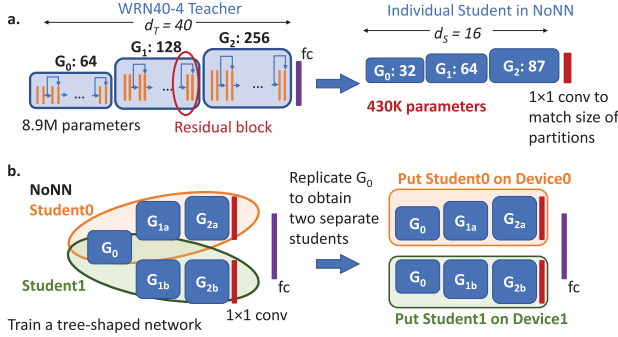 a.
WRN40-4 Teacher
d_T = 40
G₀: 64
G₁: 128
G₂: 256
...
...
...
fc
8.9M parameters
Residual block
Individual Student in NoNN
d_S = 16
G₀: 32
G₁: 64
G₂: 87
430K parameters
1×1 conv to
match size of
partitions
b.
NoNN
Student0
G₀
G₁ₐ
G₂ₐ
G₁b
G₂b
Student1
fc
1×1 conv
Train a tree-shaped network
Replicate G₀
to obtain
two separate
students
Put Student0 on Device0
G₀
G₁ₐ
G₂ₐ
fc
G₀
G₁b
G₂b
Put Student1 on Device1